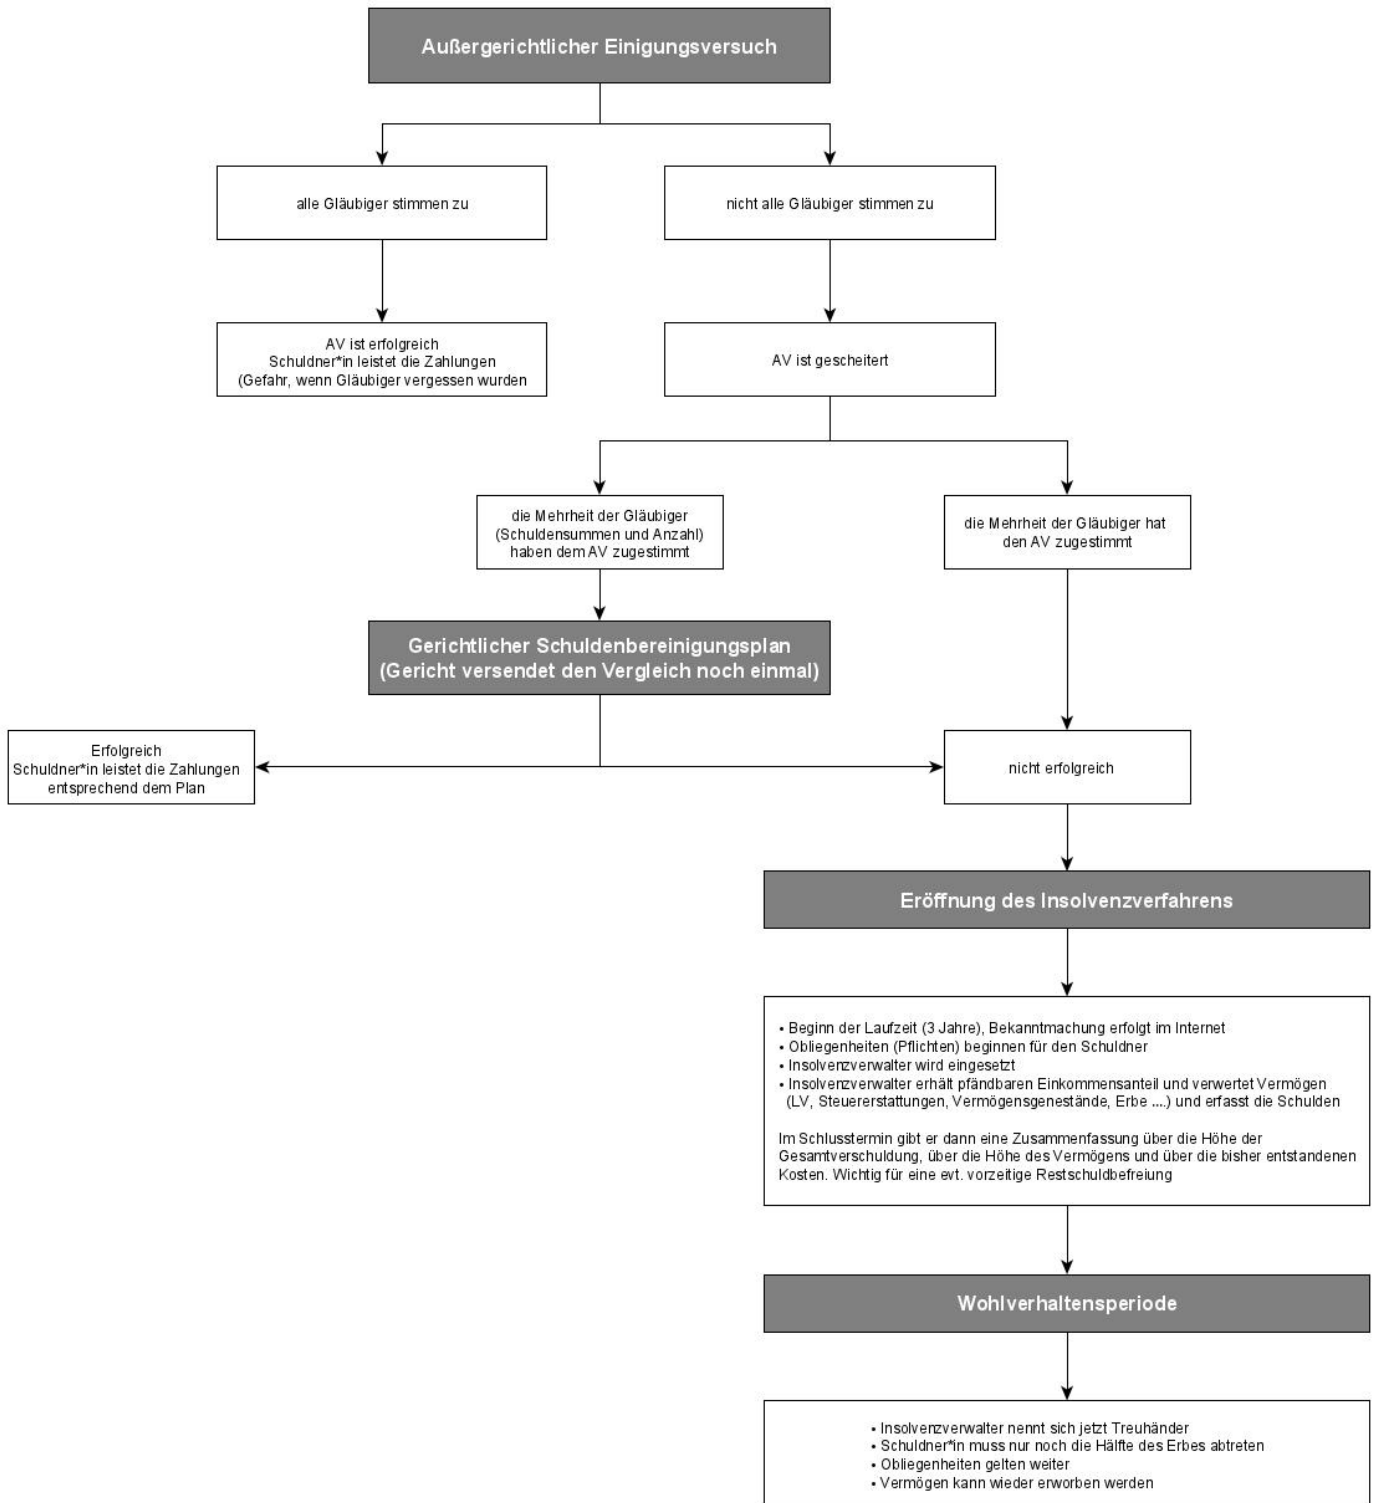 Außergerichtlicher Einigungsversuch
alle Gläubiger stimmen zu
nicht alle Gläubiger stimmen zu
AV ist erfolgreich
Schuldner*in leistet die Zahlungen
(Gefahr, wenn Gläubiger vergessen wurden
AV ist gescheitert
die Mehrheit der Gläubiger
(Schuldensummen und Anzahl)
haben dem AV zugestimmt
die Mehrheit der Gläubiger hat
den AV zugestimmt
Gerichtlicher Schuldenbereinigungsplan
(Gericht versendet den Vergleich noch einmal)
Erfolgreich
Schuldner*in leistet die Zahlungen
entsprechend dem Plan
nicht erfolgreich
Eröffnung des Insolvenzverfahrens
• Beginn der Laufzeit (3 Jahre), Bekanntmachung erfolgt im Internet
• Obliegenheiten (Pflichten) beginnen für den Schuldner
• Insolvenzverwalter wird eingesetzt
• Insolvenzverwalter erhält pfändbaren Einkommensanteil und verwertet Vermögen
(LV, Steuererstattungen, Vermögensgenestände, Erbe ....) und erfasst die Schulden
Im Schlusstermin gibt er dann eine Zusammenfassung über die Höhe der
Gesamtverschuldung, über die Höhe des Vermögens und über die bisher entstandenen
Kosten. Wichtig für eine evt. vorzeitige Restschuldbefreiung
Wohlverhaltensperiode
• Insolvenzverwalter nennt sich jetzt Treuhänder
• Schuldner*in muss nur noch die Hälfte des Erbes abtreten
• Obliegenheiten gelten weiter
• Vermögen kann wieder erworben werden